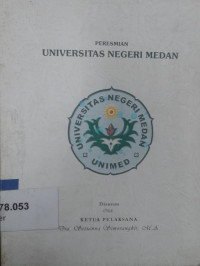 PERESMIAN
UNIVERSITAS NEGERI MEDAN
UNIVERSITAS NEGERI MEDAN
UNIMED
78.053
Disusun
Oleh
KETUA PELAKSANA
M.A